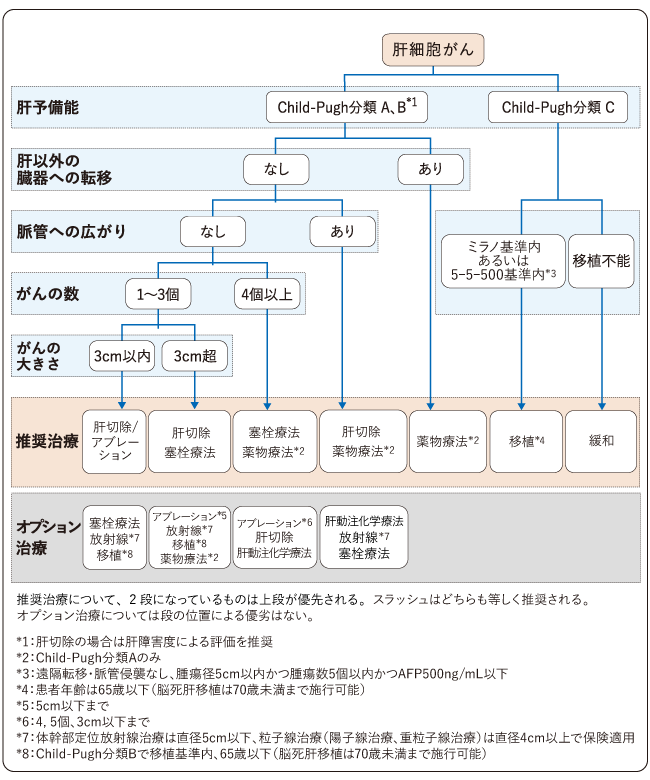 肝細胞がん
肝予備能
Child-Pugh分類 A、B*1
Child-Pugh分類 C
肝以外の
臓器への転移
なし
あり
脈管への広がり
なし
あり
ミラノ基準内
あるいは
5-5-500基準内*3
移植不能
がんの数
1〜3個
4個以上
がんの
大きさ
3cm以内
3cm超
推奨治療
肝切除/
アブレー
ション
肝切除
塞栓療法
塞栓療法
薬物療法*2
肝切除
薬物療法*2
薬物療法*2
移植*4
緩和
オプション
治療
塞栓療法
放射線*7
移植*8
アブレーション*5
放射線*7
移植*8
薬物療法*2
アブレーション*6
肝切除
肝動注化学療法
肝動注化学療法
放射線*7
塞栓療法
推奨治療について、2段になっているものは上段が優先される。スラッシュはどちらも等しく推奨される。
オプション治療については段の位置による優劣はない。
*1：肝切除の場合は肝障害度による評価を推奨
*2：Child-Pugh分類Aのみ
*3：遠隔転移・脈管侵襲なし、腫瘍径5cm以内かつ腫瘍数5個以内かつAFP500ng/mL以下
*4：患者年齢は65歳以下（脳死肝移植は70歳未満まで施行可能）
*5：5cm以下まで
*6：4, 5個、3cm以下まで
*7：体幹部定位放射線治療は直径5cm以下、粒子線治療（陽子線治療、重粒子線治療）は直径4cm以上で保険適用
*8：Child-Pugh分類Bで移植基準内、65歳以下（脳死肝移植は70歳未満まで施行可能）